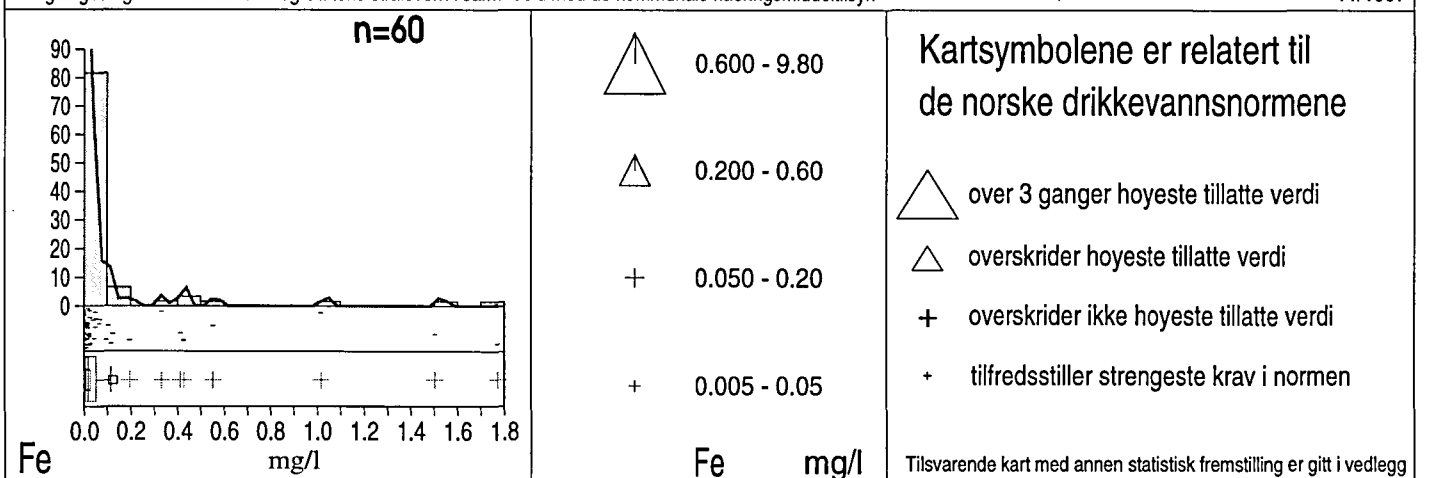 n=60
90
80
70
60
50
40
30
20
10
0
0.0 0.2 0.4 0.6 0.8 1.0 1.2 1.4 1.6 1.8
Fe
mg/l
0.600 - 9.80
0.200 - 0.60
0.050 - 0.20
0.005 - 0.05
Fe mg/l
Kartsymbolene er relatert til
de norske drikkevannsnormene
over 3 ganger hoyeste tillatte verdi
overskrider hoyeste tillatte verdi
overskrider ikke hoyeste tillatte verdi
tilfredsstiller strengeste krav i normen
Tilsvarende kart med annen statistisk fremstilling er gitt i vedlegg